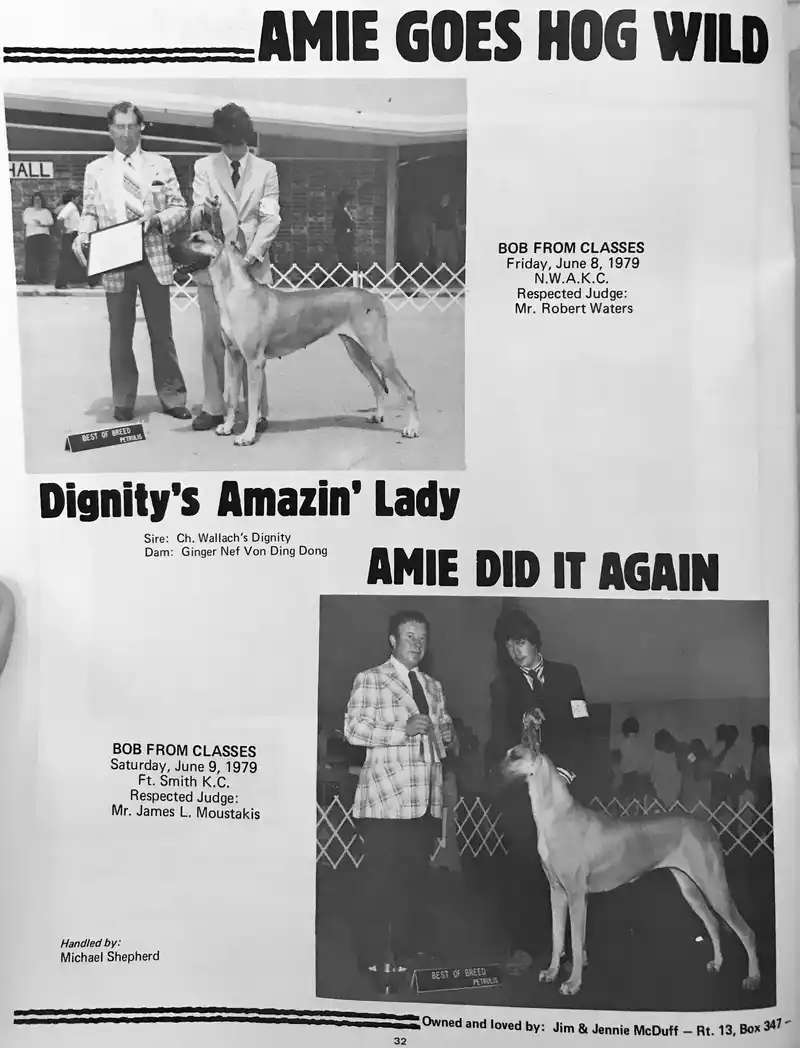 AMIE GOES HOG WILD
HALL
BEST OF BREED
PETRULIS
BOB FROM CLASSES
Friday, June 8, 1979
N.W.A.K.C.
Respected Judge:
Mr. Robert Waters
Dignity's Amazin' Lady
Sire: Ch. Wallach's Dignity
Dam: Ginger Nef Von Ding Dong
AMIE DID IT AGAIN
BOB FROM CLASSES
Saturday, June 9, 1979
Ft. Smith K.C.
Respected Judge:
Mr. James L. Moustakis
BEST OF BREED
PETRULIS
Handled by:
Michael Shepherd
Owned and loved by: Jim & Jennie McDuff — Rt. 13, Box 347 -
32